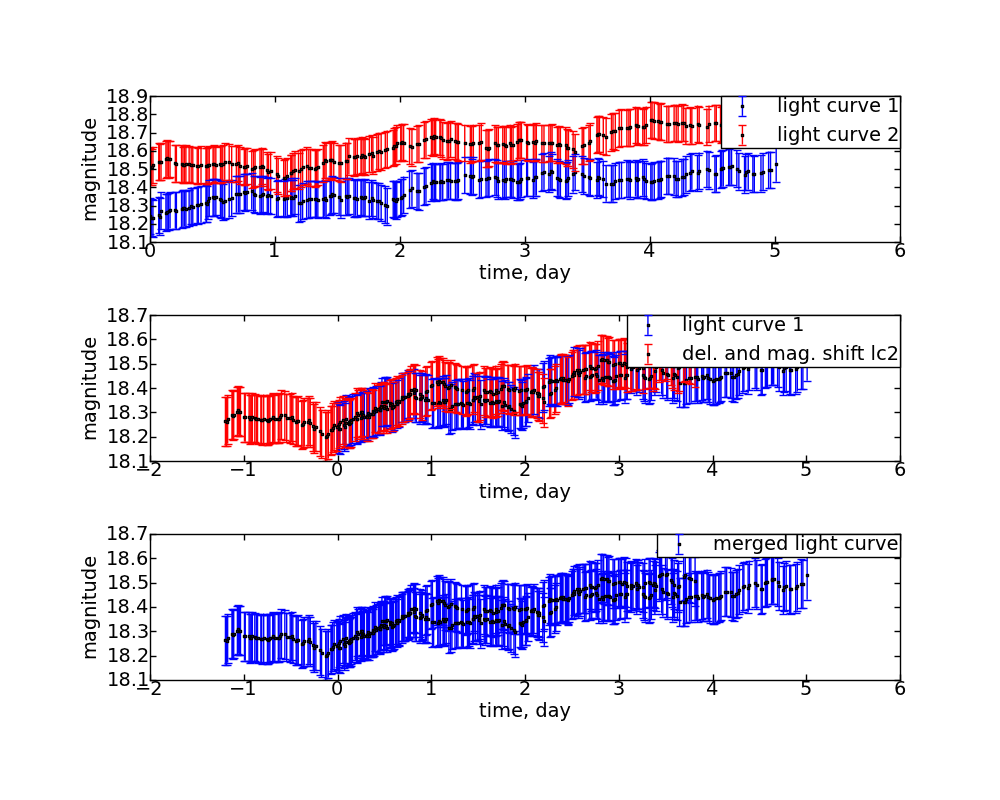 18.9
18.8
18.7
18.6
18.5
18.4
18.3
18.2
18.1
magnitude
light curve 1
light curve 2
0 1 2 3 4 5 6
time, day
18.7
18.6
18.5
18.4
18.3
18.2
18.1
magnitude
light curve 1
del. and mag. shift lc2
−2 −1 0 1 2 3 4 5 6
time, day
18.7
18.6
18.5
18.4
18.3
18.2
18.1
magnitude
merged light curve
−2 −1 0 1 2 3 4 5 6
time, day